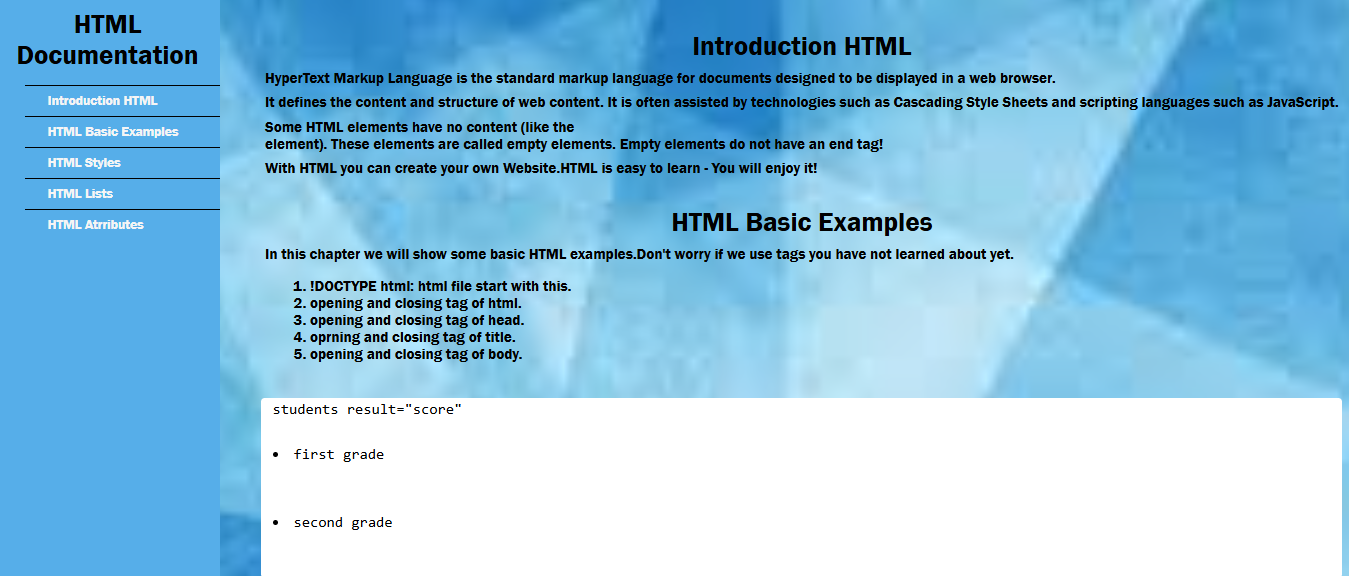 HTML
Documentation
Introduction HTML
HTML Basic Examples
HTML Styles
HTML Lists
HTML Atrributes
Introduction HTML
HyperText Markup Language is the standard markup language for documents designed to be displayed in a web browser.
It defines the content and structure of web content. It is often assisted by technologies such as Cascading Style Sheets and scripting languages such as JavaScript.
Some HTML elements have no content (like the
element). These elements are called empty elements. Empty elements do not have an end tag!
With HTML you can create your own Website.HTML is easy to learn - You will enjoy it!
HTML Basic Examples
In this chapter we will show some basic HTML examples.Don't worry if we use tags you have not learned about yet.
1. !DOCTYPE html: html file start with this.
2. opening and closing tag of html.
3. opening and closing tag of head.
4. oprning and closing tag of title.
5. opening and closing tag of body.
students result="score"
• first grade
• second grade